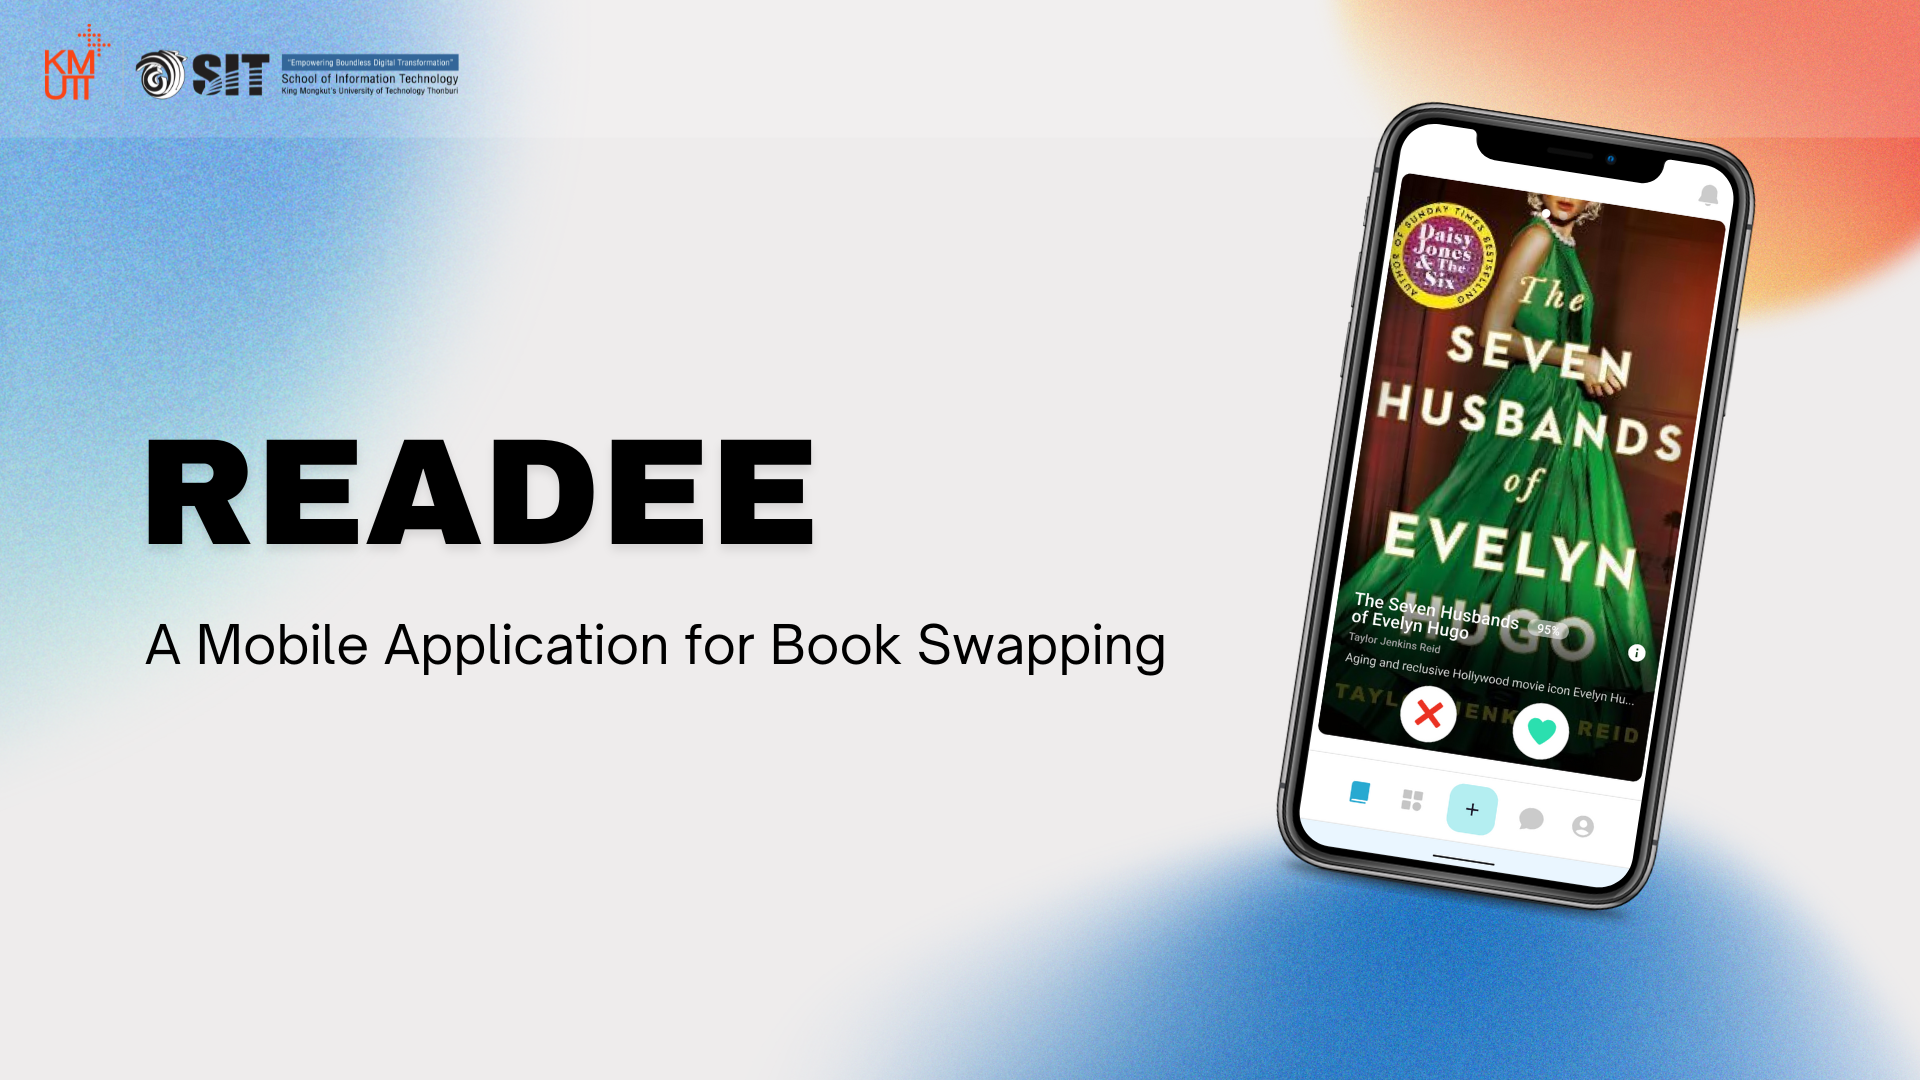 KM
UTT
SIT
"Empowering Boundless Digital Transformation"
School of Information Technology
King Mongkut's University of Technology Thonburi
READEE
A Mobile Application for Book Swapping
AUTHOR OF SUNDAY TIMES BESTSELLING
Daisy
Jones
& The
Six
The
SEVEN
HUSBANDS
of
EVELYN
HUGO
The Seven Husbands
of Evelyn Hugo 95%
Taylor Jenkins Reid
Aging and reclusive Hollywood movie icon Evelyn Hu...
TAYL ENK REID